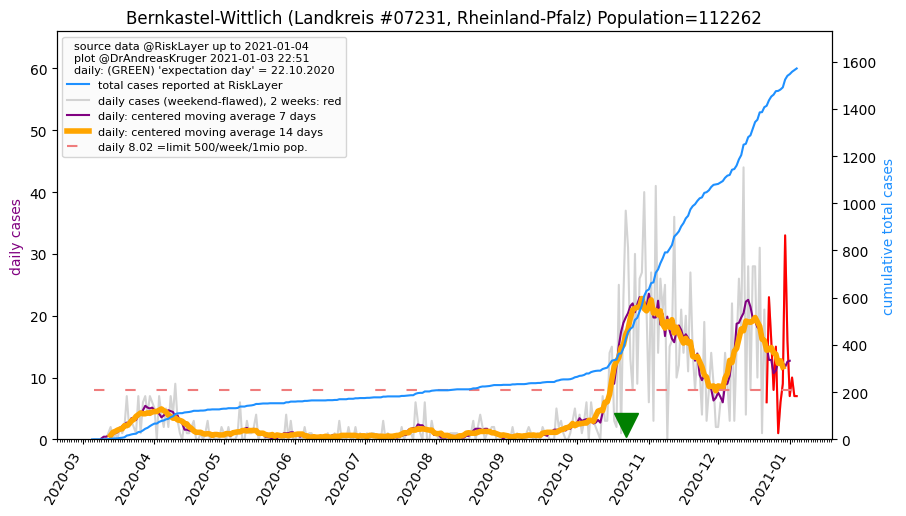 Bernkastel-Wittlich (Landkreis #07231, Rheinland-Pfalz) Population=112262
source data @RiskLayer up to 2021-01-04
plot @DrAndreasKruger 2021-01-03 22:51
daily: (GREEN) 'expectation day' = 22.10.2020
total cases reported at RiskLayer
daily cases (weekend-flawed), 2 weeks: red
daily: centered moving average 7 days
daily: centered moving average 14 days
daily 8.02 =limit 500/week/1mio pop.
daily cases
60
50
40
30
20
10
0
cumulative total cases
1600
1400
1200
1000
800
600
400
200
0
2020-03
2020-04
2020-05
2020-06
2020-07
2020-08
2020-09
2020-10
2020-11
2020-12
2021-01